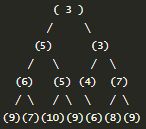 ( 3 )
/ \
(5) (3)
/ \ / \
(6) (5) (4) (7)
/ \ / \ / \ / \
(9)(7)(10)(9)(6)(8)(9)